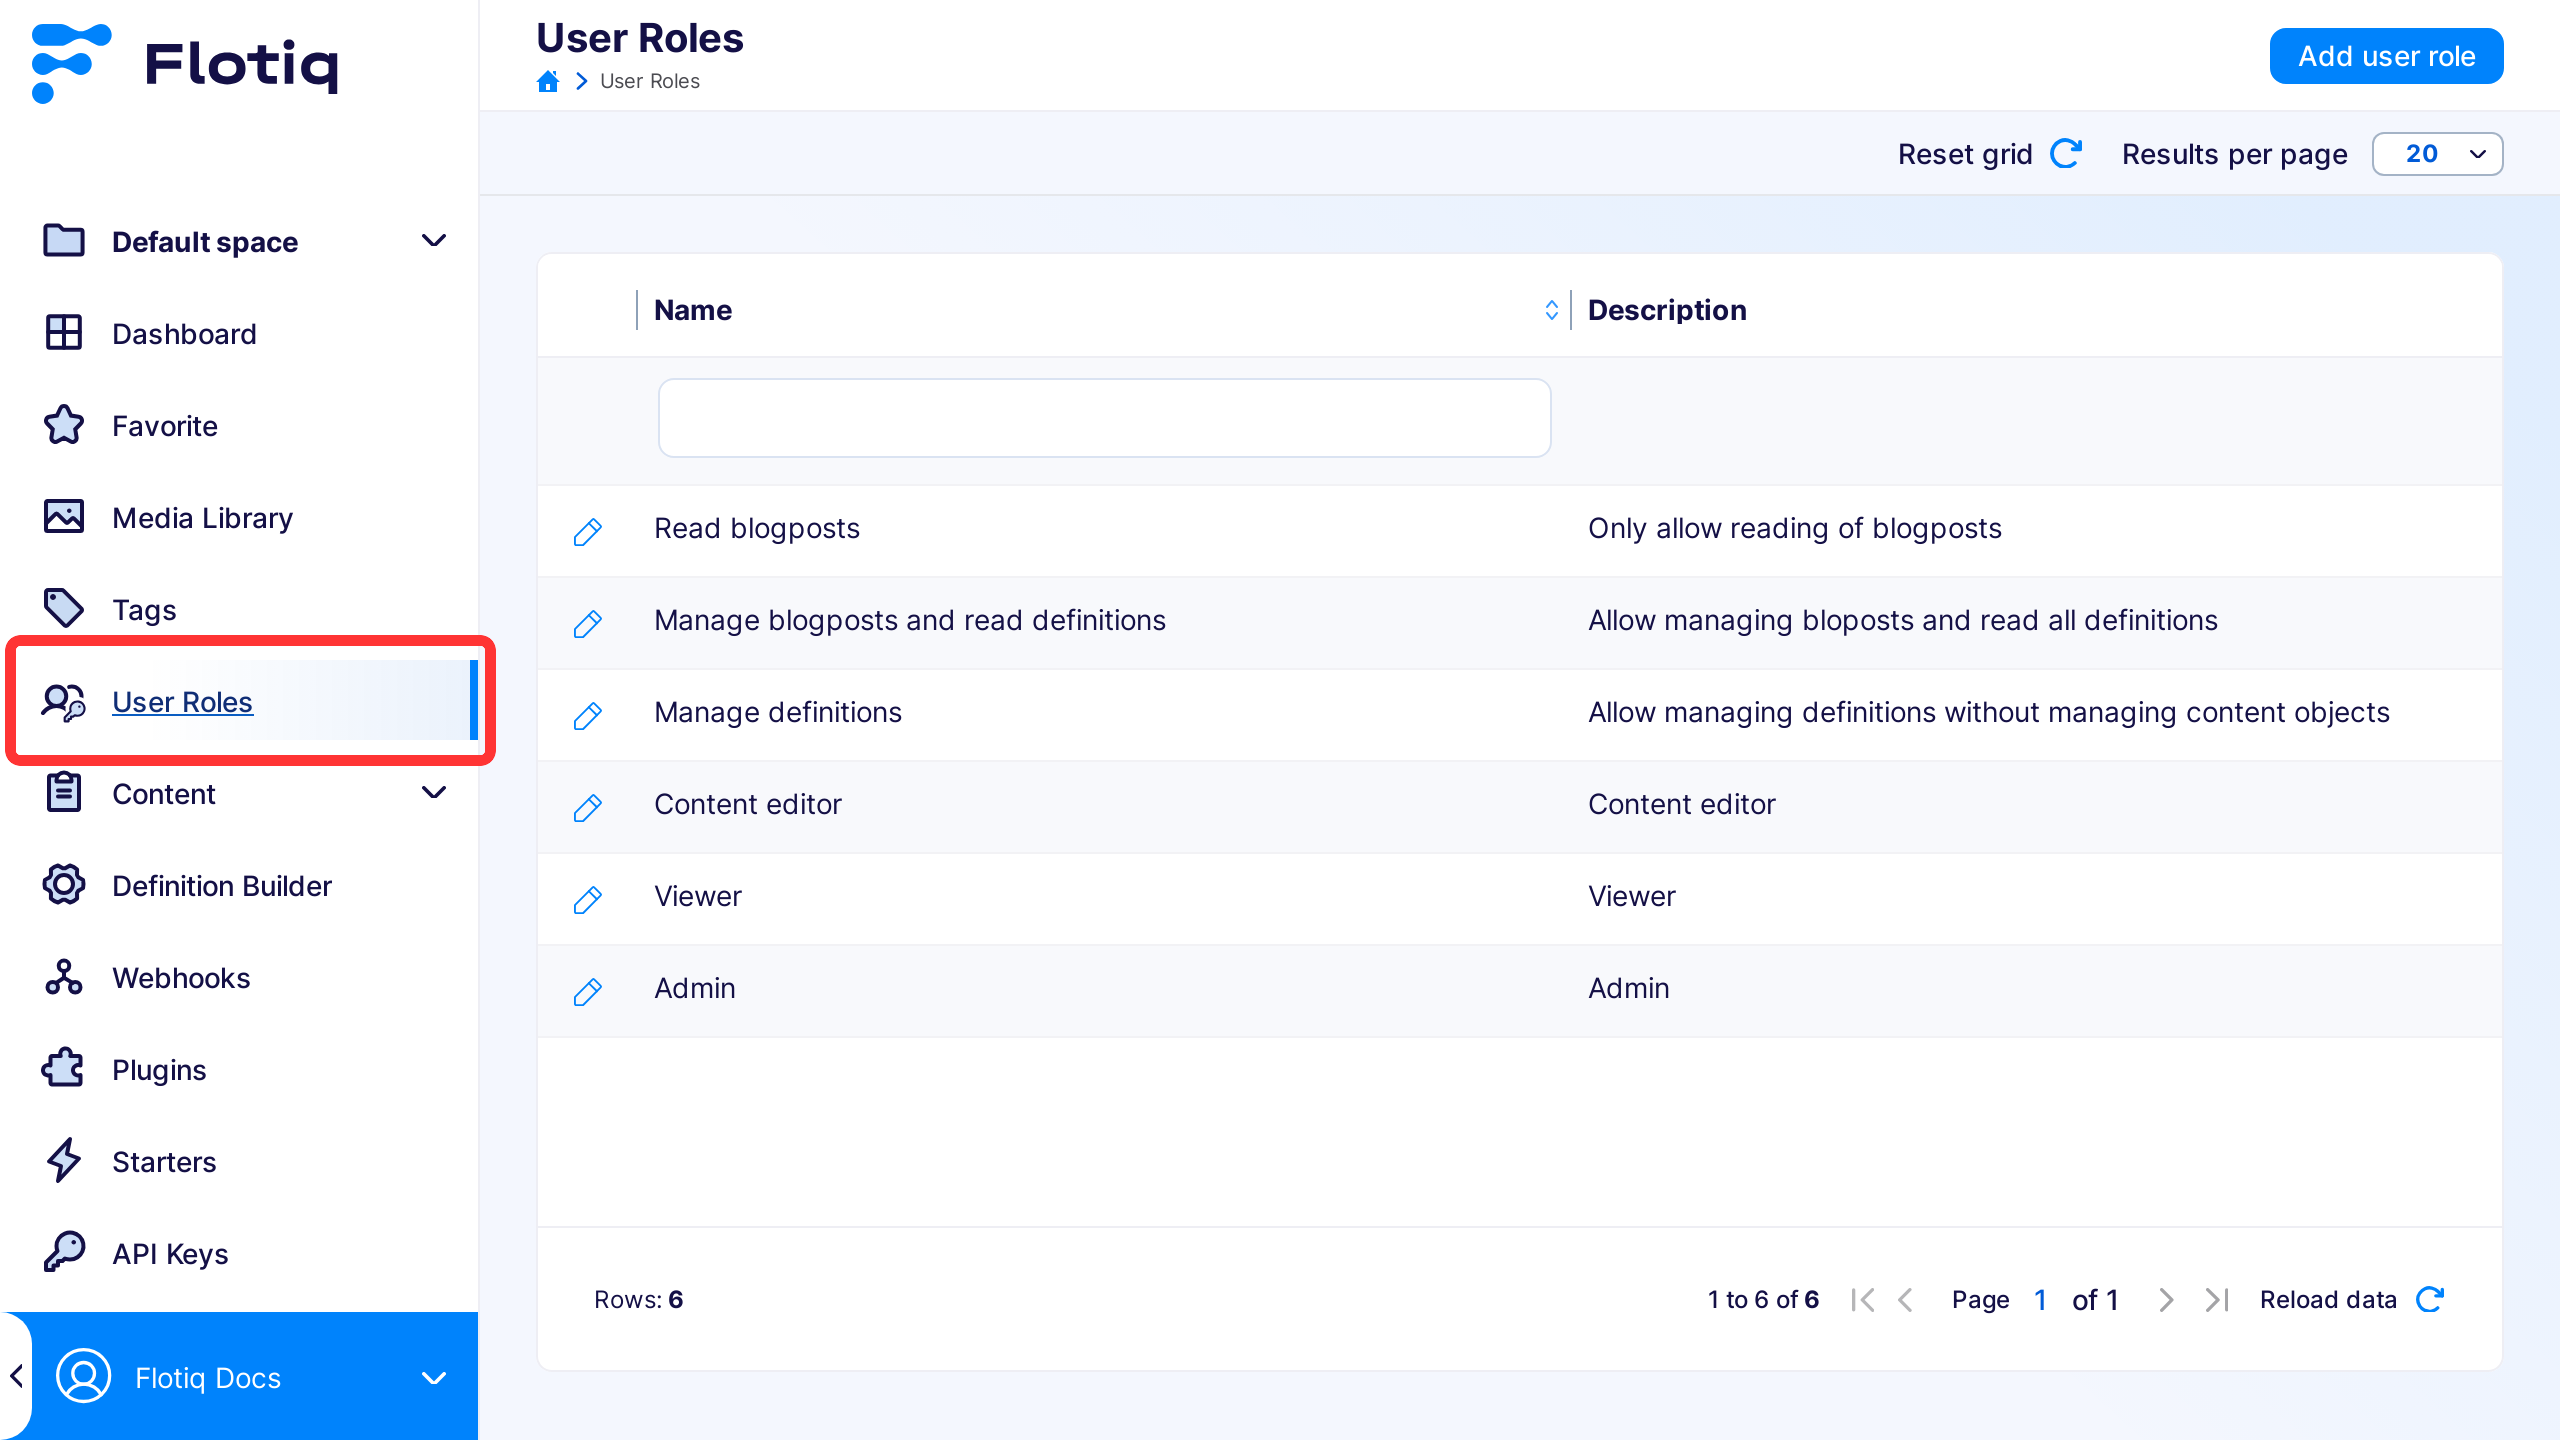 Flotiq
Default space
Dashboard
Favorite
Media Library
Tags
User Roles
Content
Definition Builder
Webhooks
Plugins
Starters
API Keys
Flotiq Docs
User Roles
User Roles
Add user role
Reset grid
Results per page
20
Name
Description
Read blogposts
Only allow reading of blogposts
Manage blogposts and read definitions
Allow managing bloposts and read all definitions
Manage definitions
Allow managing definitions without managing content objects
Content editor
Content editor
Viewer
Viewer
Admin
Admin
Rows: 6
1 to 6 of 6
Page 1 of 1
Reload data